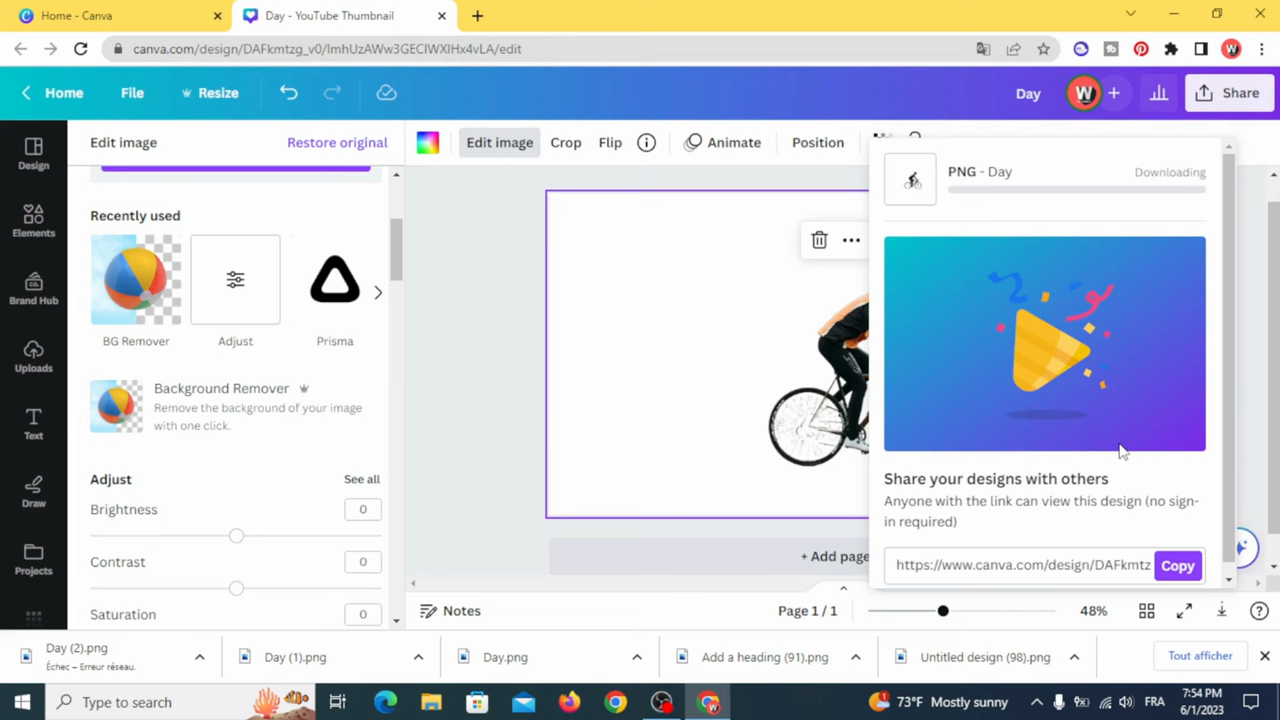 Home - Canva
Day - YouTube Thumbnail
canva.com/design/DAFkmtzg_v0/lmhUzAWw3GECIWXIHx4vLA/edit
Home
File
Resize
Day
W
Share
Edit image
Restore original
Edit image
Crop
Flip
Animate
Position
Design
Elements
Brand Hub
Uploads
Text
Draw
Projects
Recently used
BG Remover
Adjust
Prisma
Background Remover
Remove the background of your image
with one click.
Adjust
See all
Brightness
0
Contrast
0
Saturation
0
PNG - Day
Downloading
Share your designs with others
Anyone with the link can view this design (no sign-
in required)
https://www.canva.com/design/DAFkmtz
Copy
+ Add page
Notes
Page 1 / 1
48%
Day (2).png
Échec – Erreur réseau.
Day (1).png
Day.png
Add a heading (91).png
Untitled design (98).png
Tout afficher
Type here to search
73°F Mostly sunny
FRA
7:54 PM
6/1/2023